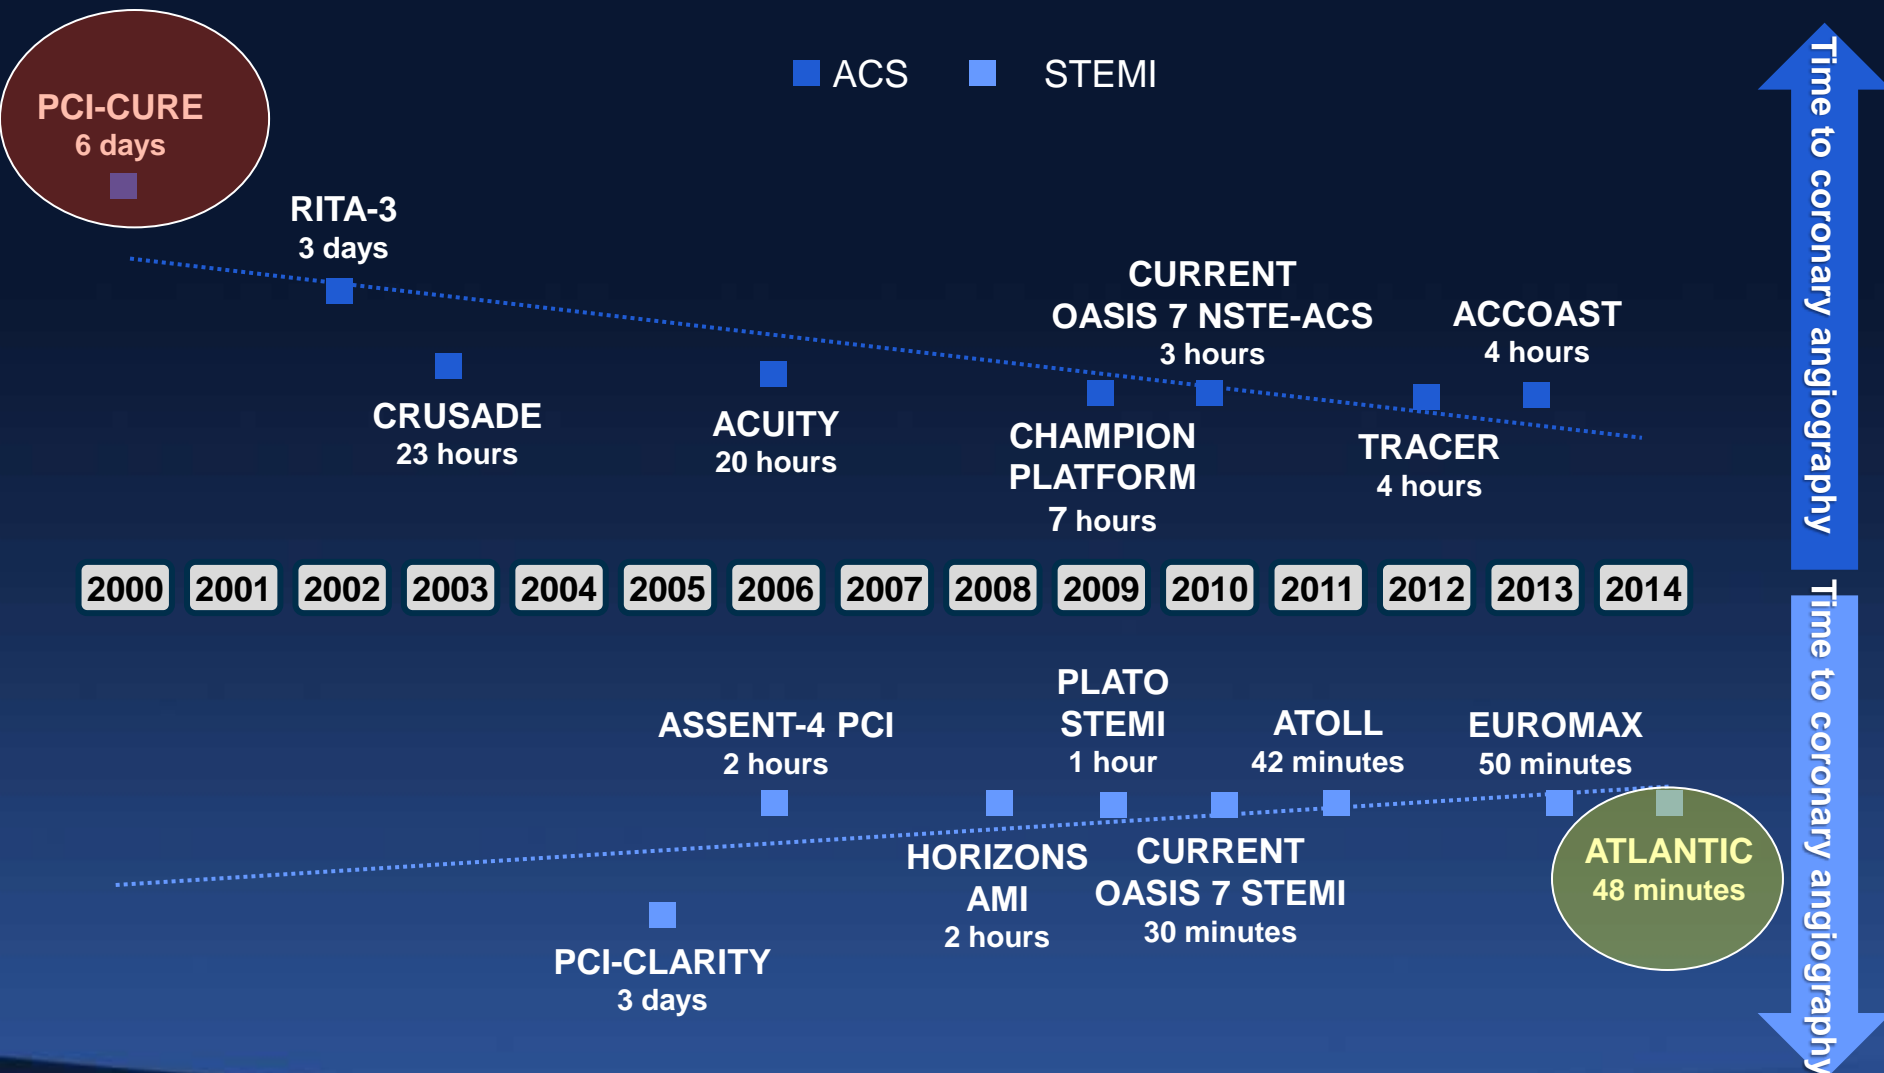 ACS
STEMI
PCI-CURE
6 days
RITA-3
3 days
CRUSADE
23 hours
ACUITY
20 hours
CHAMPION
PLATFORM
7 hours
CURRENT
OASIS 7 NSTE-ACS
3 hours
TRACER
4 hours
ACCOAST
4 hours
Time to coronary angiography
2000 2001 2002 2003 2004 2005 2006 2007 2008 2009 2010 2011 2012 2013 2014
PCI-CLARITY
3 days
ASSENT-4 PCI
2 hours
HORIZONS
AMI
2 hours
PLATO
STEMI
1 hour
CURRENT
OASIS 7 STEMI
30 minutes
ATOLL
42 minutes
EUROMAX
50 minutes
ATLANTIC
48 minutes
Time to coronary angiography